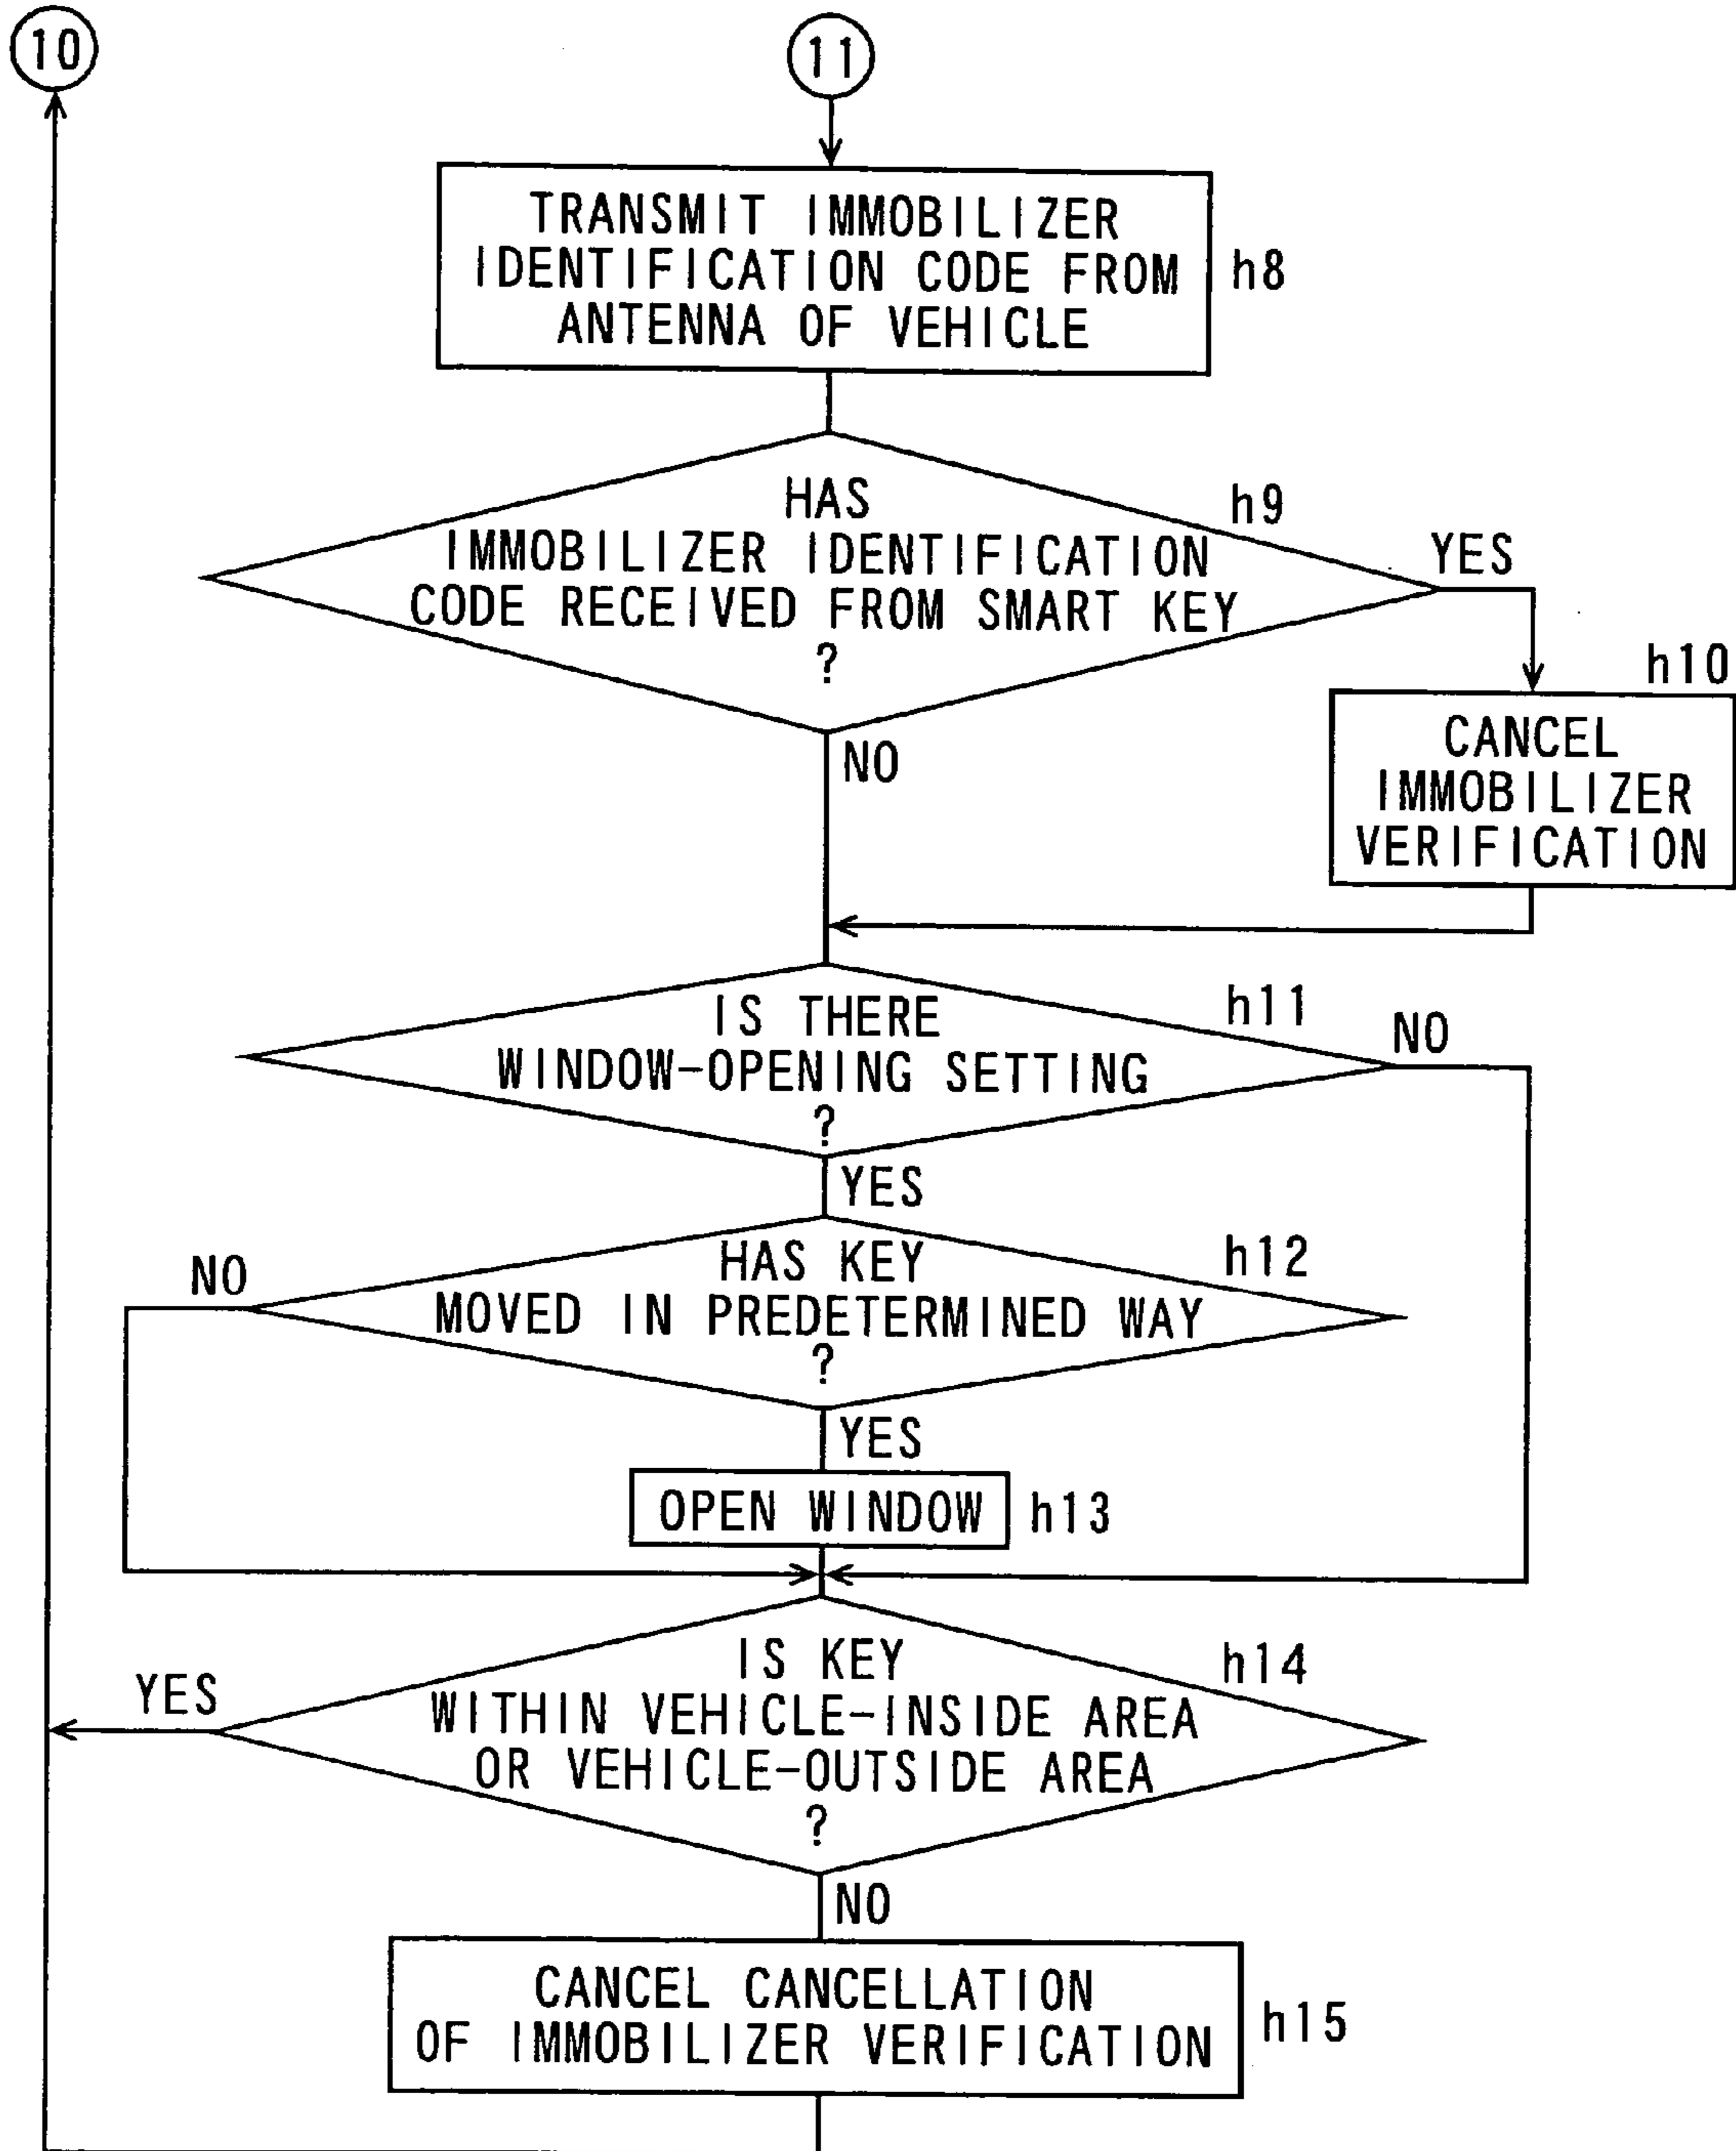 10
11
TRANSMIT IMMOBILIZER
IDENTIFICATION CODE FROM
ANTENNA OF VEHICLE
h8
HAS
IMMOBILIZER IDENTIFICATION
CODE RECEIVED FROM SMART KEY
?
h9
YES
NO
h10
CANCEL
IMMOBILIZER
VERIFICATION
IS THERE
WINDOW-OPENING SETTING
?
h11
NO
YES
HAS KEY
MOVED IN PREDETERMINED WAY
?
h12
NO
YES
OPEN WINDOW
h13
IS KEY
WITHIN VEHICLE-INSIDE AREA
OR VEHICLE-OUTSIDE AREA
?
h14
YES
NO
CANCEL CANCELLATION
OF IMMOBILIZER VERIFICATION
h15